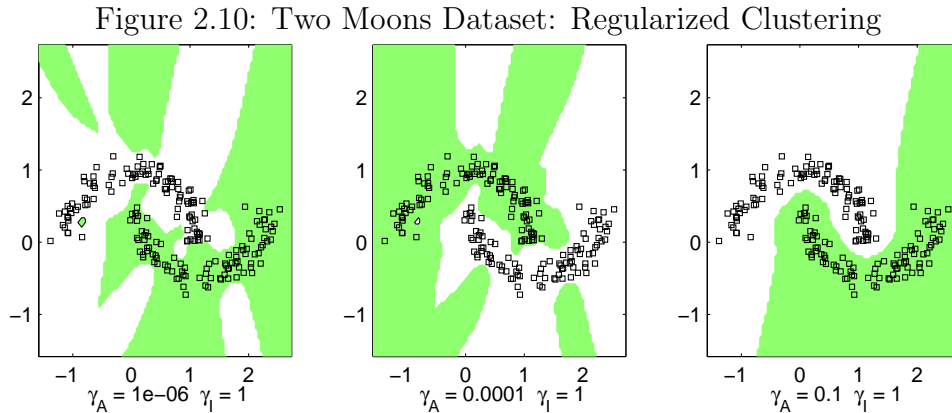 Figure 2.10: Two Moons Dataset: Regularized Clustering
2
1
0
−1
−1 0 1 2
γA = 1e−06 γI = 1
2
1
0
−1
−1 0 1 2
γA = 0.0001 γI = 1
2
1
0
−1
−1 0 1 2
γA = 0.1 γI = 1